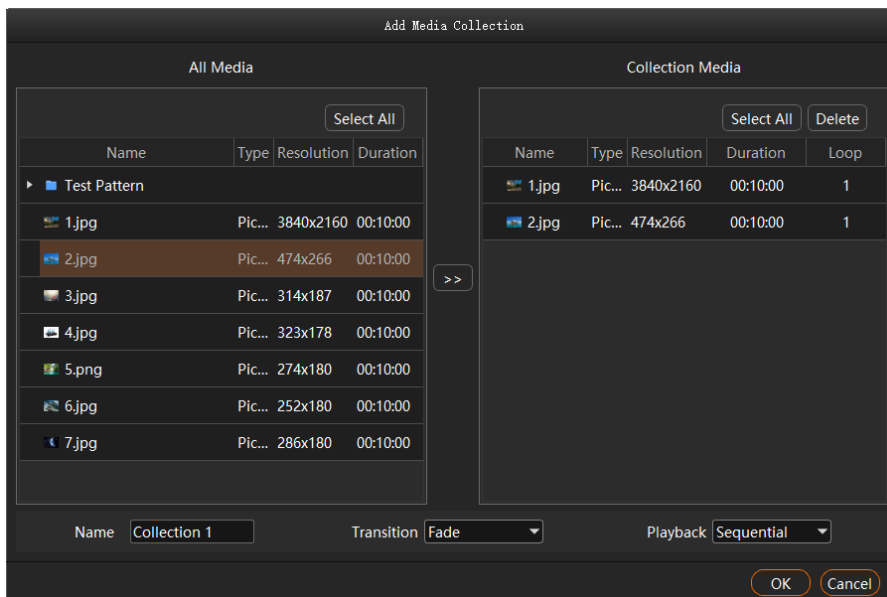 Add Media Collection
All Media
Select All
Name Type Resolution Duration
Test Pattern
1.jpg Pic... 3840x2160 00:10:00
2.jpg Pic... 474x266 00:10:00
3.jpg Pic... 314x187 00:10:00
4.jpg Pic... 323x178 00:10:00
5.png Pic... 274x180 00:10:00
6.jpg Pic... 252x180 00:10:00
7.jpg Pic... 286x180 00:10:00
>>
Collection Media
Select All Delete
Name Type Resolution Duration Loop
1.jpg Pic... 3840x2160 00:10:00 1
2.jpg Pic... 474x266 00:10:00 1
Name Collection 1 Transition Fade Playback Sequential
OK Cancel